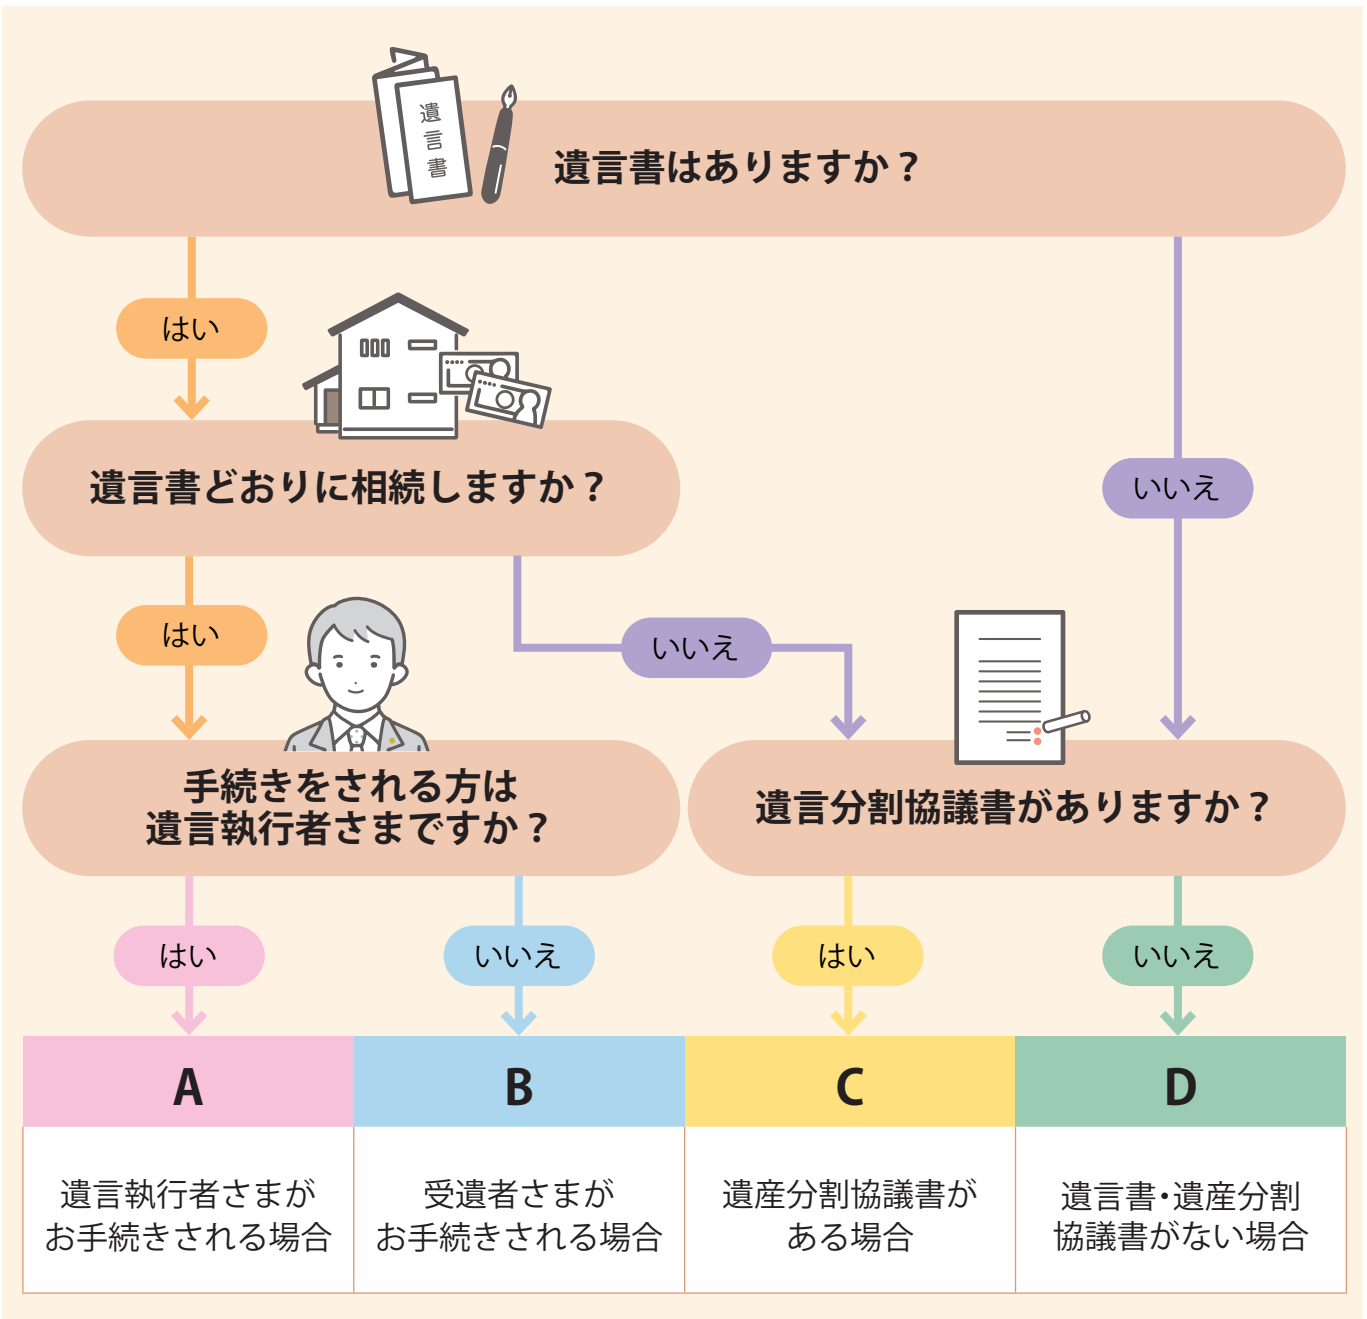 遺言書
遺言書はありますか？
はい
遺言書どおりに相続しますか？
いいえ
はい
いいえ
手続きをされる方は
遺言執行者さまですか？
遺言分割協議書がありますか？
はい
いいえ
はい
いいえ
A
B
C
D
遺言執行者さまが
お手続きされる場合
受遺者さまが
お手続きされる場合
遺産分割協議書が
ある場合
遺言書・遺産分割
協議書がない場合